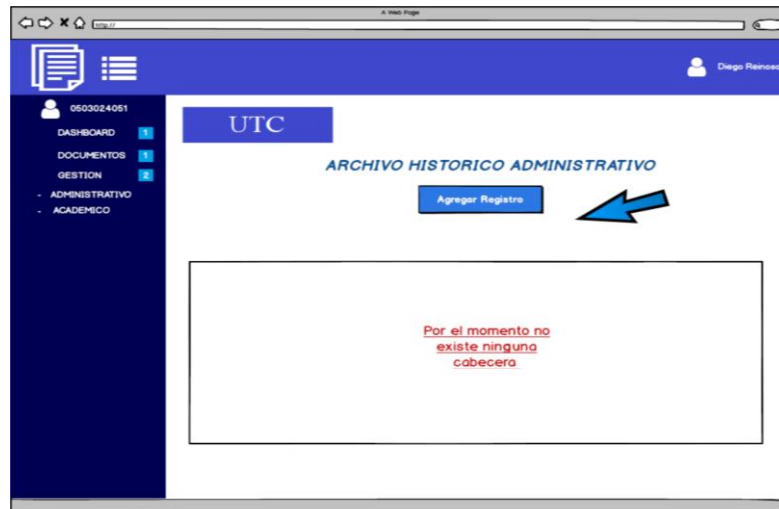 A Web Page
http://
Diego Reinoso
0503024051
DASHBOARD 1
DOCUMENTOS 1
GESTION 2
- ADMINISTRATIVO
- ACADEMICO
UTC
ARCHIVO HISTORICO ADMINISTRATIVO
Agregar Registro
Por el momento no
existe ninguna
cabecera